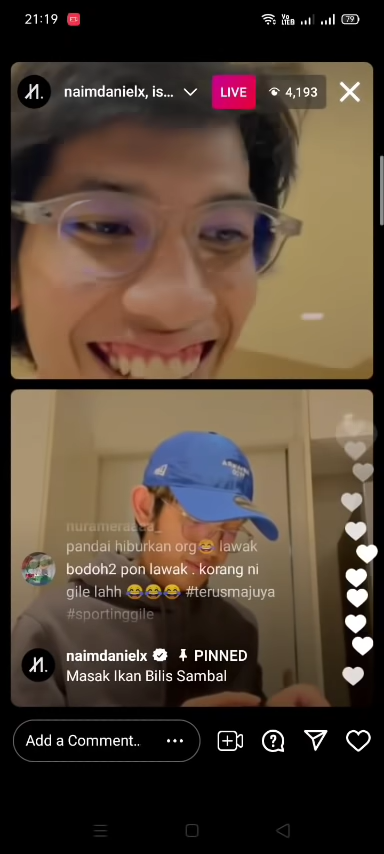 21:19
79
naimdanielx, is...
LIVE
4,193
pandai hiburkan org😂 lawak
bodoh2 pon lawak . korang ni
gile lahh 😂😂😂 #terusmajuya
#sportinggile
naimdanielx PINNED
Masak Ikan Bilis Sambal
Add a Comment..